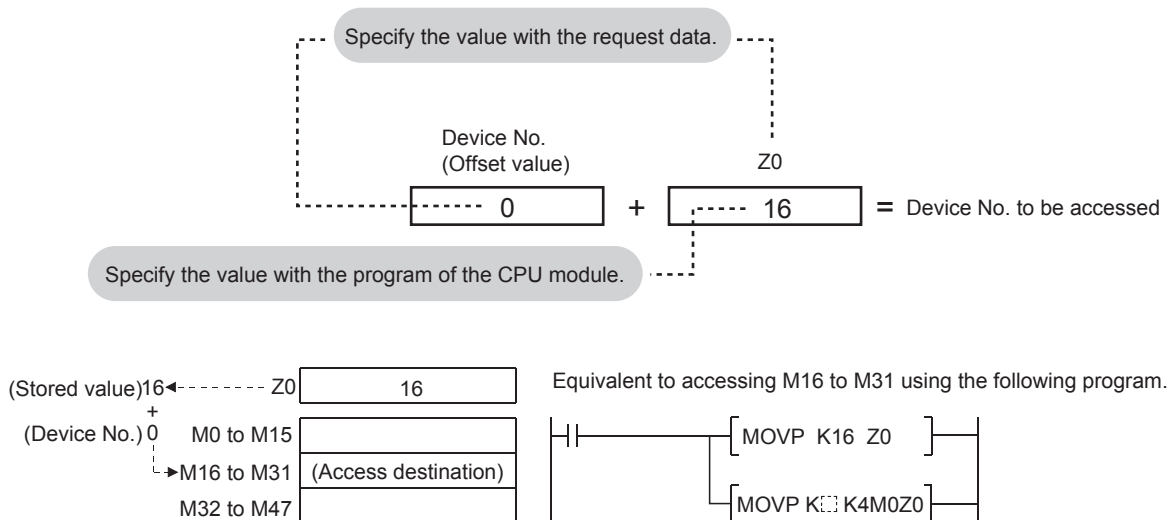 Specify the value with the request data.
Device No.
(Offset value)
Z0
0 + 16 = Device No. to be accessed
Specify the value with the program of the CPU module.
(Stored value)16 Z0 16
Equivalent to accessing M16 to M31 using the following program.
+
(Device No.) 0
M0 to M15
MOVP K16 Z0
M16 to M31 (Access destination)
M32 to M47
MOVP K K4M0Z0